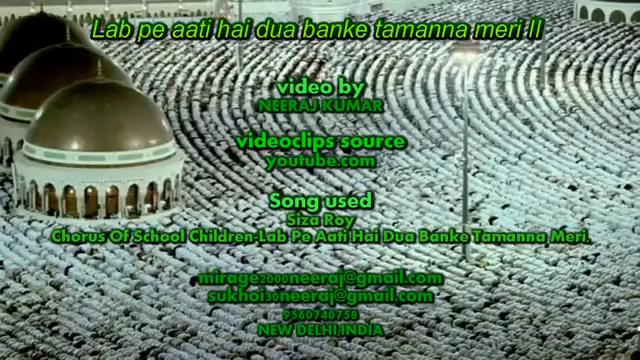 Lab pe aati hai dua banke tamanna meri II
video by
NEERAJ KUMAR
videoclips source
youtube.com
Song used
Siza Roy
Chorus Of School Children-Lab Pe Aati Hai Dua Banke Tamanna Meri,
mirage2000neeraj@gmail.com
sukhoi30neeraj@gmail.com
9560740758
NEW DELHI,INDIA